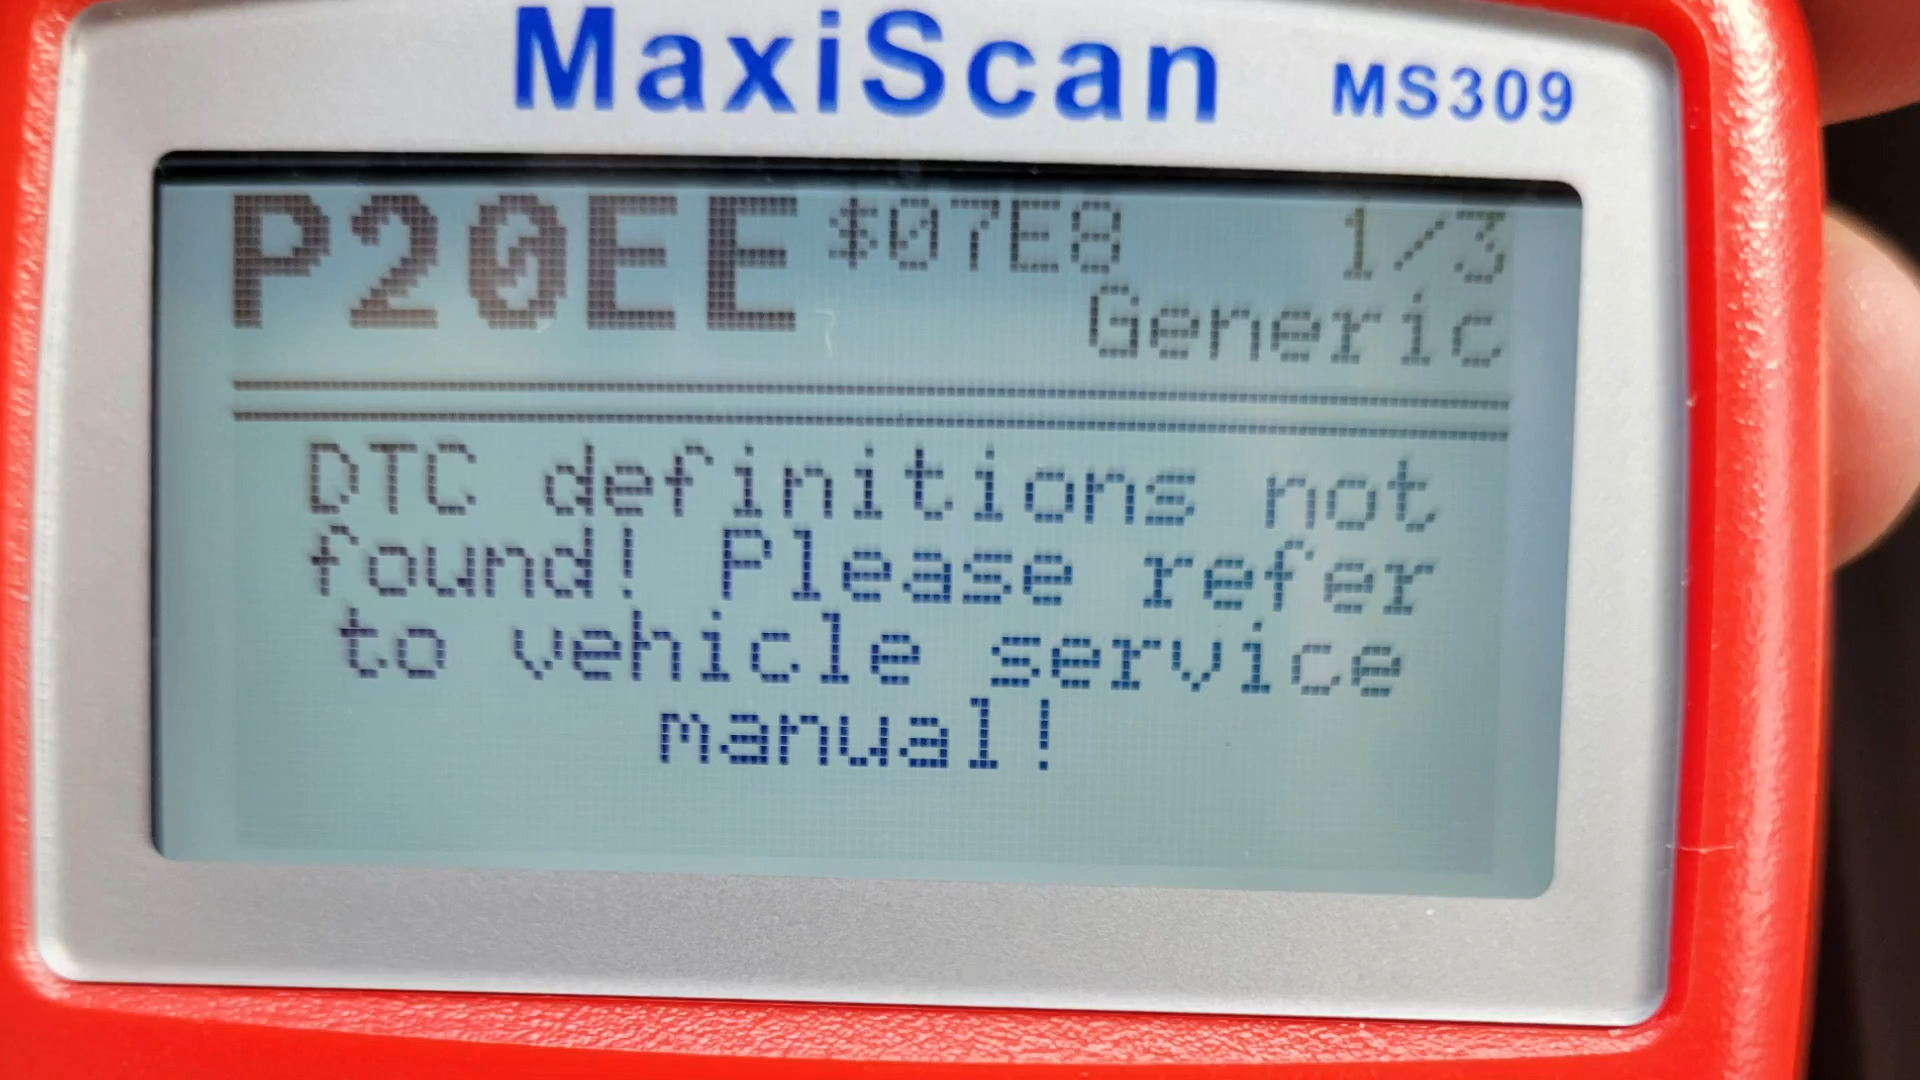 MaxiScan MS309
P20EE $07E8 1/3
Generic
DTC definitions not
found! Please refer
to vehicle service
manual!